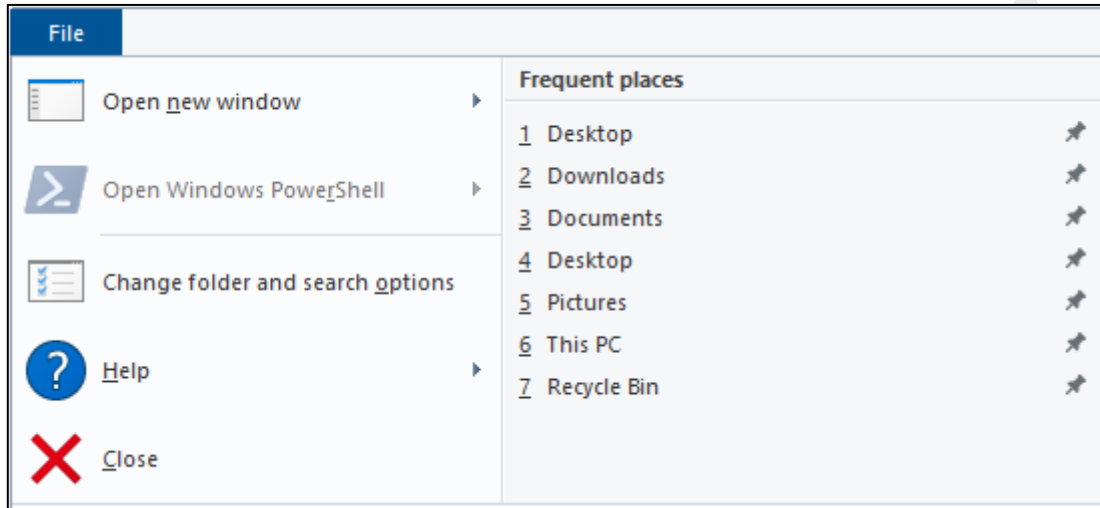 File
Open new window
Open Windows PowerShell
Change folder and search options
Help
Close
Frequent places
1 Desktop
2 Downloads
3 Documents
4 Desktop
5 Pictures
6 This PC
7 Recycle Bin